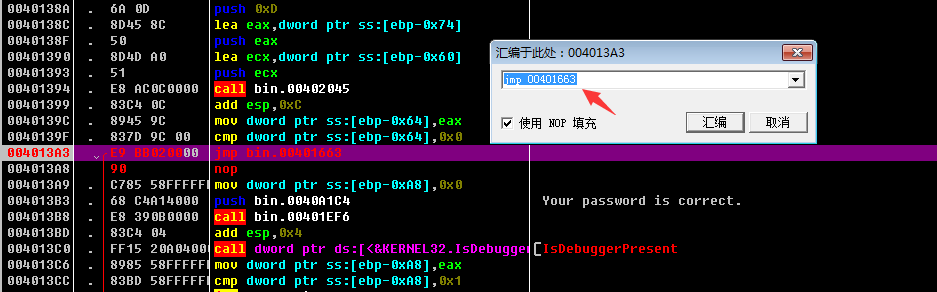 0040138A . 6A 0D push 0xD
0040138C . 8D45 8C lea eax,dword ptr ss:[ebp-0x74]
0040138F . 50 push eax
00401390 . 8D4D A0 lea ecx,dword ptr ss:[ebp-0x60]
00401393 . 51 push ecx
00401394 . E8 AC0C0000 call bin.00402045
00401399 . 83C4 0C add esp,0xC
0040139C . 8945 9C mov dword ptr ss:[ebp-0x64],eax
0040139F . 837D 9C 00 cmp dword ptr ss:[ebp-0x64],0x0
004013A3 . E9 BB020000 jmp bin.00401663
004013A8 90 nop
004013A9 . C785 58FFFFFF mov dword ptr ss:[ebp-0xA8],0x0
004013B3 . 68 C4A14000 push bin.0040A1C4 Your password is correct.
004013B8 . E8 390B0000 call bin.00401EF6
004013BD . 83C4 04 add esp,0x4
004013C0 . FF15 20A04000 call dword ptr ds:[<&KERNEL32.IsDebugger IsDebuggerPresent
004013C6 . 8985 58FFFFFF mov dword ptr ss:[ebp-0xA8],eax
004013CC . 83BD 58FFFFFF cmp dword ptr ss:[ebp-0xA8],0x1
汇编于此处：004013A3
jmp 00401663
使用 NOP 填充
汇编
取消